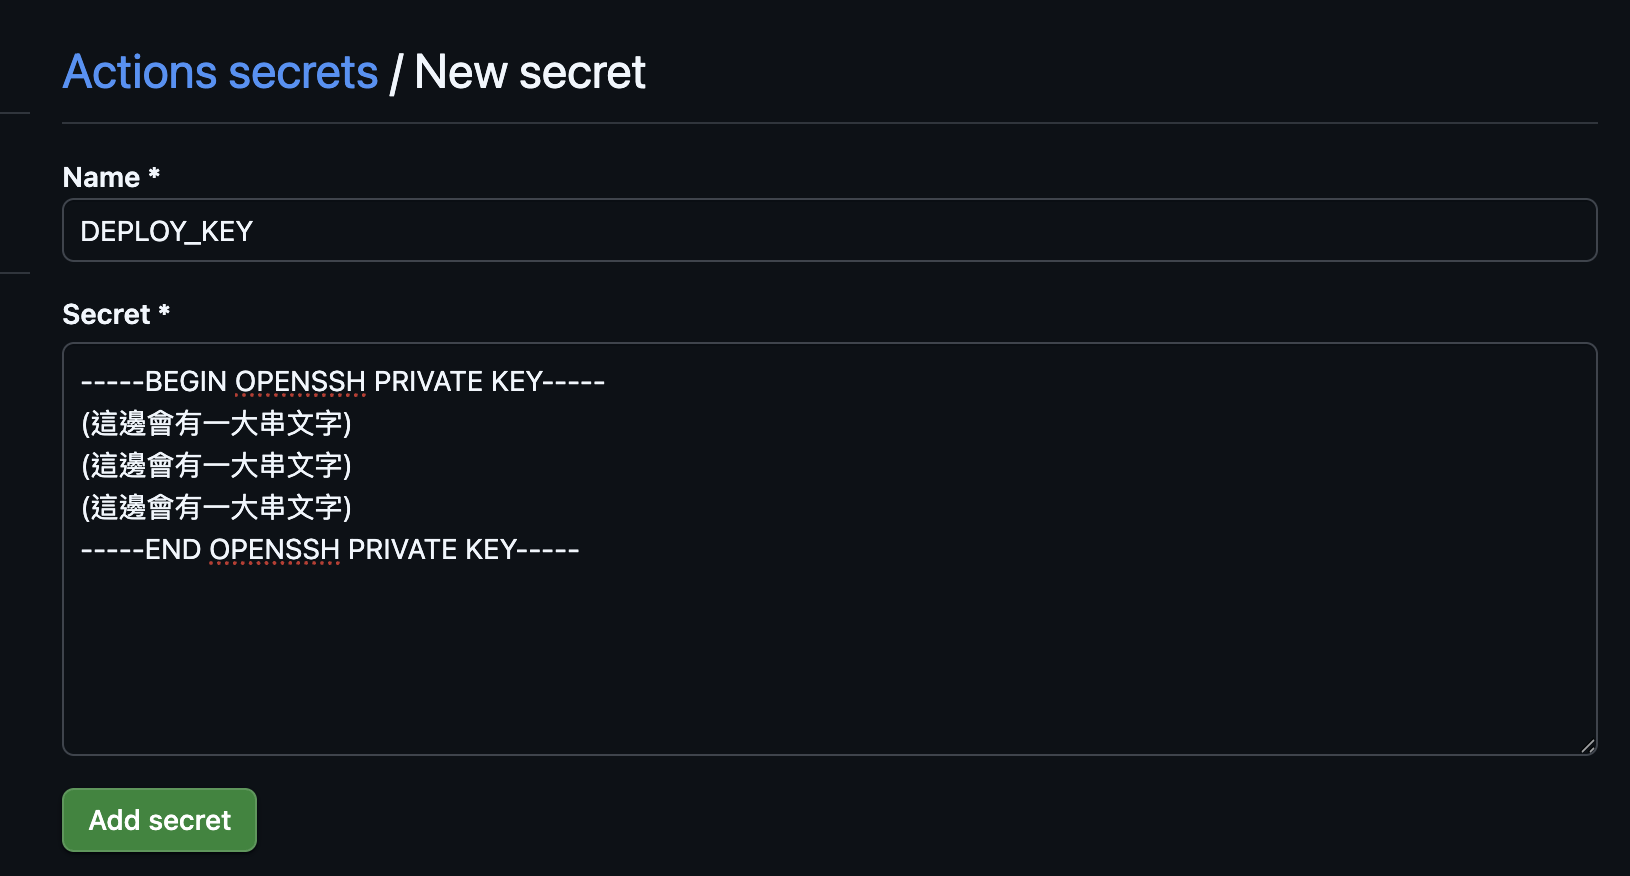 Actions secrets / New secret
Name *
DEPLOY_KEY
Secret *
-----BEGIN OPENSSH PRIVATE KEY-----
(這邊會有一大串文字)
(這邊會有一大串文字)
(這邊會有一大串文字)
-----END OPENSSH PRIVATE KEY-----
Add secret